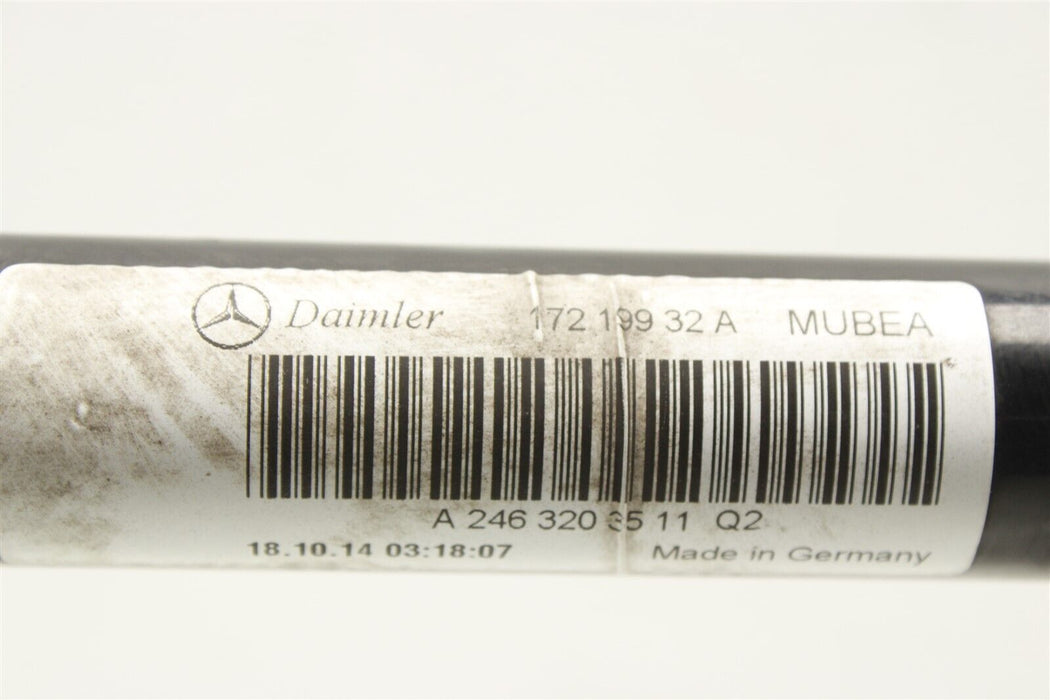 Daimler 172 199 32 A MUBEA
A 246 320 35 11 Q2
18.10.14 03:18:07 Made in Germany